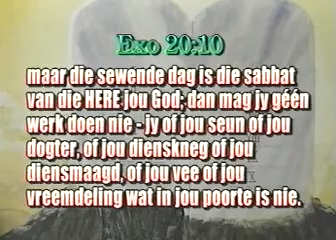 Exo 20:10
maar die sewende dag is die sabbat
van die HERE jou God; dan mag jy géén
werk doen nie - jy of jou seun of jou
dogter, of jou dienskneg of jou
diensmaagd, of jou vee of jou
vreemdeling wat in jou poorte is nie.